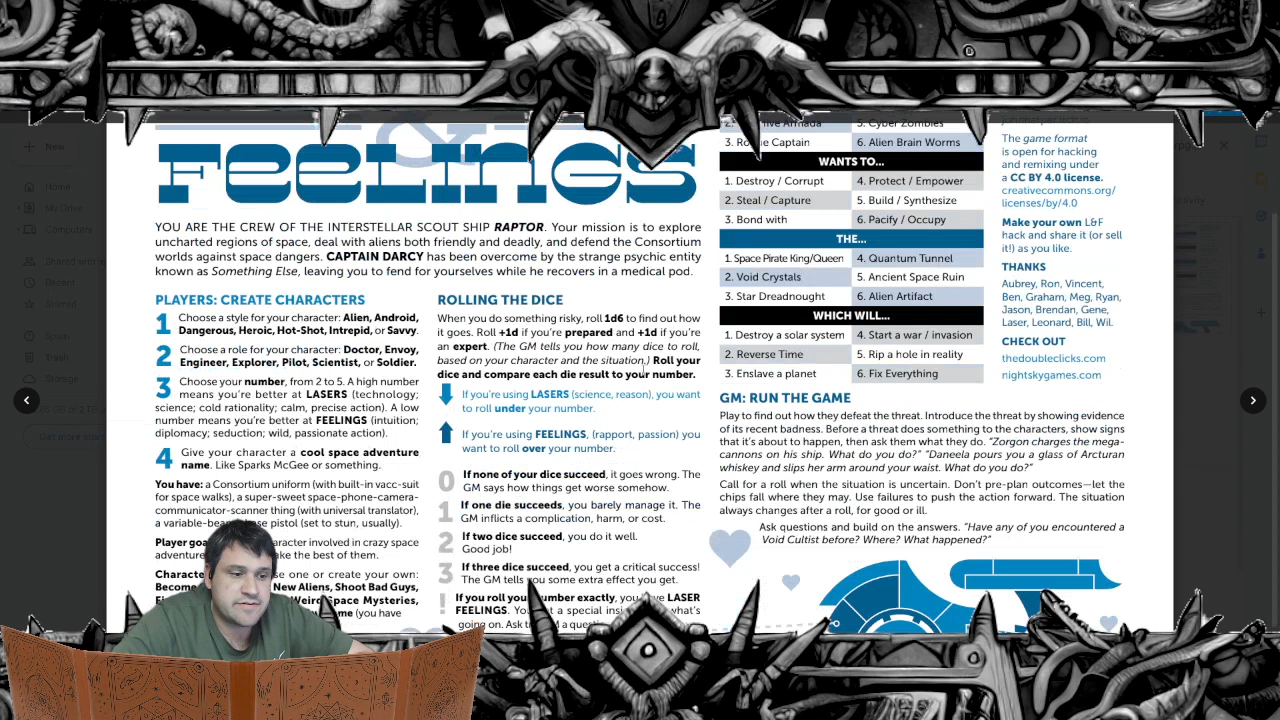 &
FEELINGS
YOU ARE THE CREW OF THE INTERSTELLAR SCOUT SHIP RAPTOR. Your mission is to explore
uncharted regions of space, deal with aliens both friendly and deadly, and defend the Consortium
worlds against space dangers. CAPTAIN DARCY has been overcome by the strange psychic entity
known as Something Else, leaving you to fend for yourselves while he recovers in a medical pod.
PLAYERS: CREATE CHARACTERS
1 Choose a style for your character: Alien, Android,
Dangerous, Heroic, Hot-Shot, Intrepid, or Savvy.
2 Choose a role for your character: Doctor, Envoy,
Engineer, Explorer, Pilot, Scientist, or Soldier.
3 Choose your number, from 2 to 5. A high number
means you're better at LASERS (technology;
science; cold rationality; calm, precise action). A low
number means you're better at FEELINGS (intuition;
diplomacy; seduction; wild, passionate action).
4 Give your character a cool space adventure
name. Like Sparks McGee or something.
You have: a Consortium uniform (with built-in vacc-suit
for space walks), a super-sweet space-phone-camera-
communicator-scanner thing (with universal translator),
a variable-beam phase pistol (set to stun, usually).
Player goal: character involved in crazy space
make the best of them.
one or create your own:
Become New Aliens, Shoot Bad Guys,
Space Mysteries,
(you have
ROLLING THE DICE
When you do something risky, roll 1d6 to find out how
it goes. Roll +1d if you're prepared and +1d if you're
an expert. (The GM tells you how many dice to roll,
based on your character and the situation.) Roll your
dice and compare each die result to your number.
If you're using LASERS (science, reason), you want
to roll under your number.
If you're using FEELINGS, (rapport, passion) you
want to roll over your number.
0 If none of your dice succeed, it goes wrong. The
GM says how things get worse somehow.
1 If one die succeeds, you barely manage it. The
GM inflicts a complication, harm, or cost.
2 If two dice succeed, you do it well.
Good job!
3 If three dice succeed, you get a critical success!
The GM tells you some extra effect you get.
! If you roll your number exactly, you have LASER
FEELINGS. You get a special insight what's
going on. Ask the GM a question
2. Hive Armada 5. Cyber Zombies
3. Rogue Captain 6. Alien Brain Worms
WANTS TO...
1. Destroy / Corrupt 4. Protect / Empower
2. Steal / Capture 5. Build / Synthesize
3. Bond with 6. Pacify / Occupy
THE...
1. Space Pirate King/Queen 4. Quantum Tunnel
2. Void Crystals 5. Ancient Space Ruin
3. Star Dreadnought 6. Alien Artifact
WHICH WILL...
1. Destroy a solar system 4. Start a war / invasion
2. Reverse Time 5. Rip a hole in reality
3. Enslave a planet 6. Fix Everything
GM: RUN THE GAME
Play to find out how they defeat the threat. Introduce the threat by showing evidence
of its recent badness. Before a threat does something to the characters, show signs
that it's about to happen, then ask them what they do. "Zorgon charges the mega-
cannons on his ship. What do you do?" "Daneela pours you a glass of Arcturan
whiskey and slips her arm around your waist. What do you do?"
Call for a roll when the situation is uncertain. Don't pre-plan outcomes—let the
chips fall where they may. Use failures to push the action forward. The situation
always changes after a roll, for good or ill.
Ask questions and build on the answers. "Have any of you encountered a
Void Cultist before? Where? What happened?"
The game format
is open for hacking
and remixing under
a CC BY 4.0 license.
creativecommons.org/
licenses/by/4.0
Make your own L&F
hack and share it (or sell
it!) as you like.
THANKS
Aubrey, Ron, Vincent,
Ben, Graham, Meg, Ryan,
Jason, Brendan, Gene,
Laser, Leonard, Bill, Wil.
CHECK OUT
thedoubleclicks.com
nightskygames.com
New
Home
My Drive
Computers
Shared with
Recent
Starred
Spam
Trash
Storage